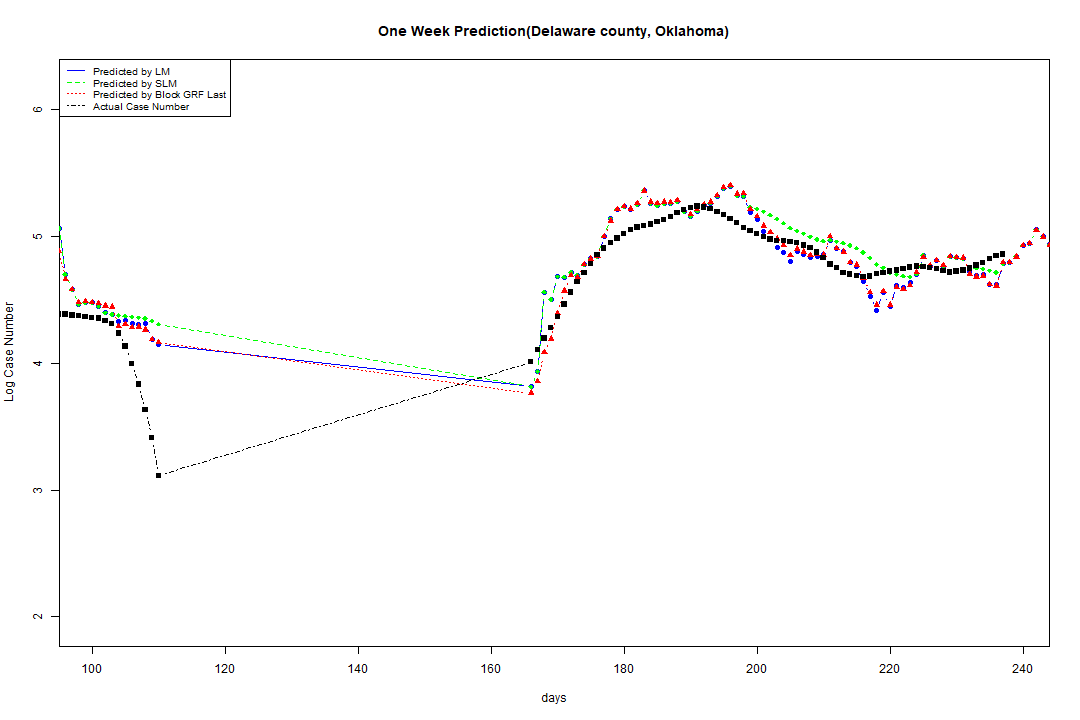 One Week Prediction(Delaware county, Oklahoma)
Predicted by LM
Predicted by SLM
Predicted by Block GRF Last
Actual Case Number
6
5
4
3
2
Log Case Number
100 120 140 160 180 200 220 240
days